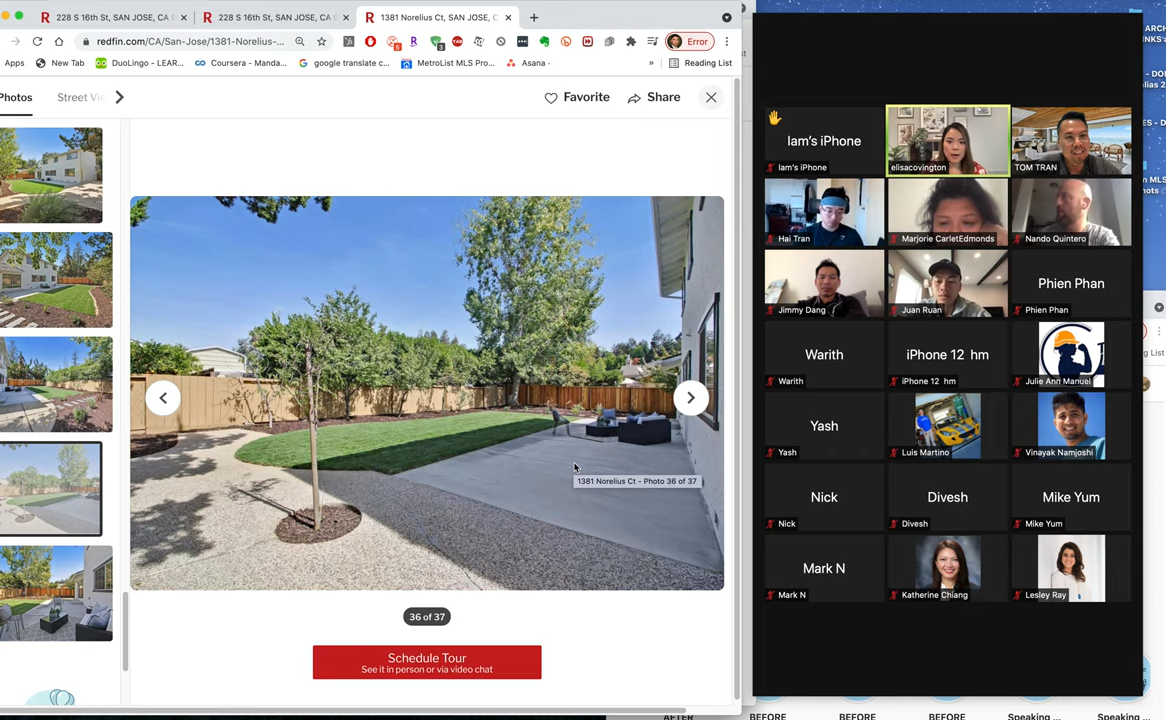 228 S 16th St, SAN JOSE, CA
228 S 16th St, SAN JOSE, CA
1381 Norelius Ct, SAN JOSE, C
redfin.com/CA/San-Jose/1381-Norelius-...
Error
Apps
New Tab
DuoLingo - LEAR...
Coursera - Manda...
google translate c...
MetroList MLS Pro...
Asana -
»
Reading List
Photos
Street Vi
Favorite
Share
1381 Norelius Ct - Photo 36 of 37
36 of 37
Schedule Tour
See it in person or via video chat
Iam's iPhone
Iam's iPhone
elisacovington
TOM TRAN
Hai Tran
Marjorie CarletEdmonds
Nando Quintero
Jimmy Dang
Juan Ruan
Phien Phan
Phien Phan
Warith
Warith
iPhone 12 hm
iPhone 12 hm
Julie Ann Manuel
Yash
Yash
Luis Martino
Vinayak Namjoshi
Nick
Nick
Divesh
Divesh
Mike Yum
Mike Yum
Mark N
Mark N
Katherine Chiang
Lesley Ray
AFTER
BEFORE
BEFORE
BEFORE
Speaking ...
Speaking ...